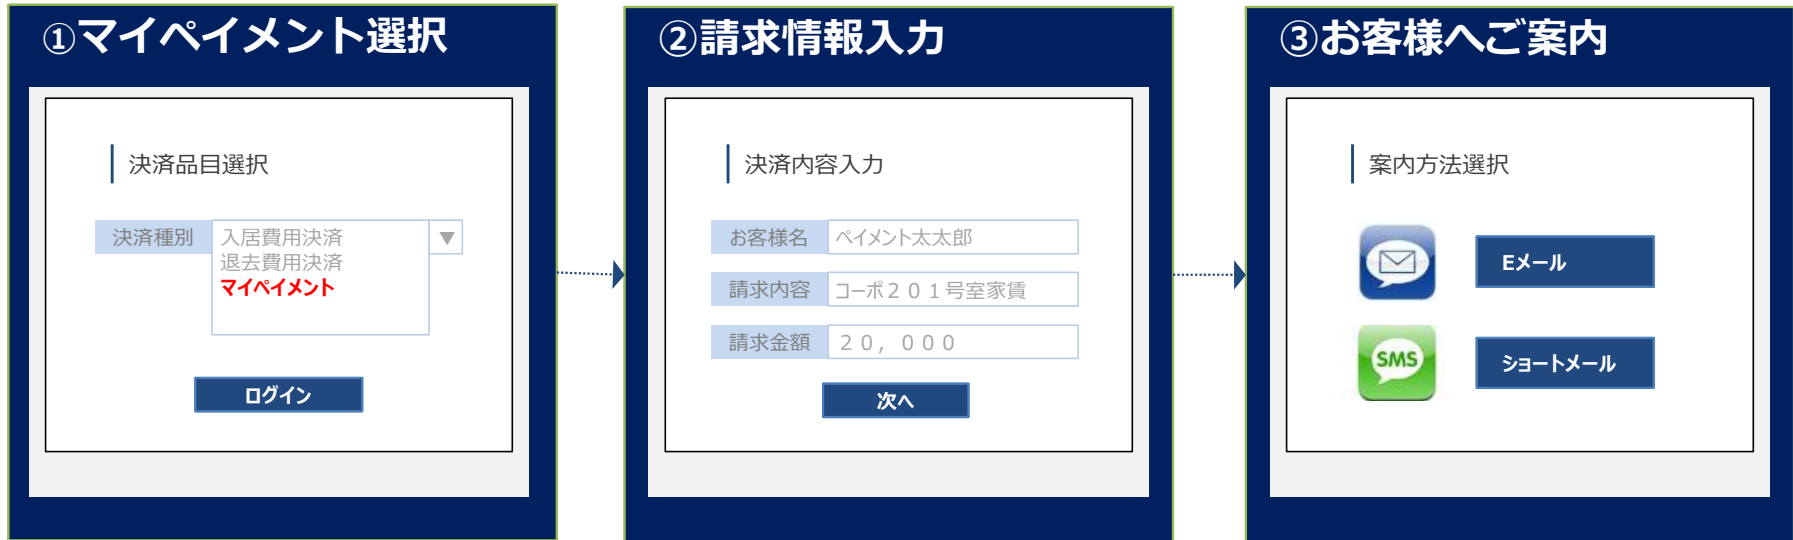 ①マイペイメント選択
決済品目選択
決済種別
入居費用決済
▼
退去費用決済
マイペイメント
ログイン
②請求情報入力
決済内容入力
お客様名
ペイメント太太郎
請求内容
コーポ２０１号室家賃
請求金額
２０，０００
次へ
③お客様へご案内
案内方法選択
Eメール
SMS
ショートメール